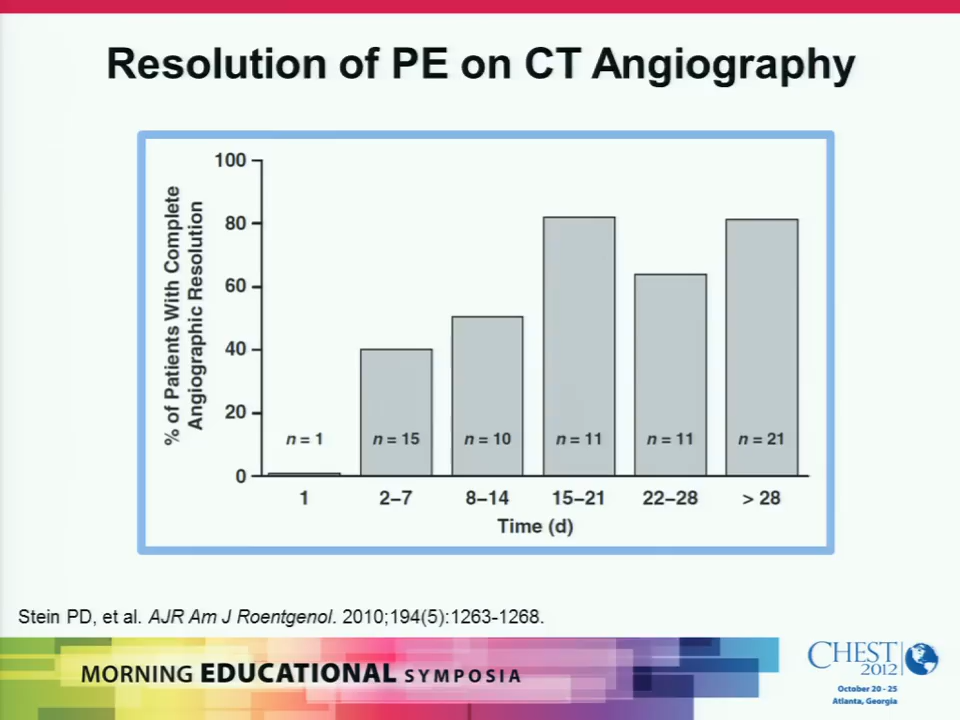 Resolution of PE on CT Angiography
% of Patients With Complete
Angiographic Resolution
100
80
60
40
20
0
n = 1
n = 15
n = 10
n = 11
n = 11
n = 21
1
2–7
8–14
15–21
22–28
> 28
Time (d)
Stein PD, et al. AJR Am J Roentgenol. 2010;194(5):1263-1268.
MORNING EDUCATIONAL SYMPOSIA
CHEST
2012
October 20 - 25
Atlanta, Georgia